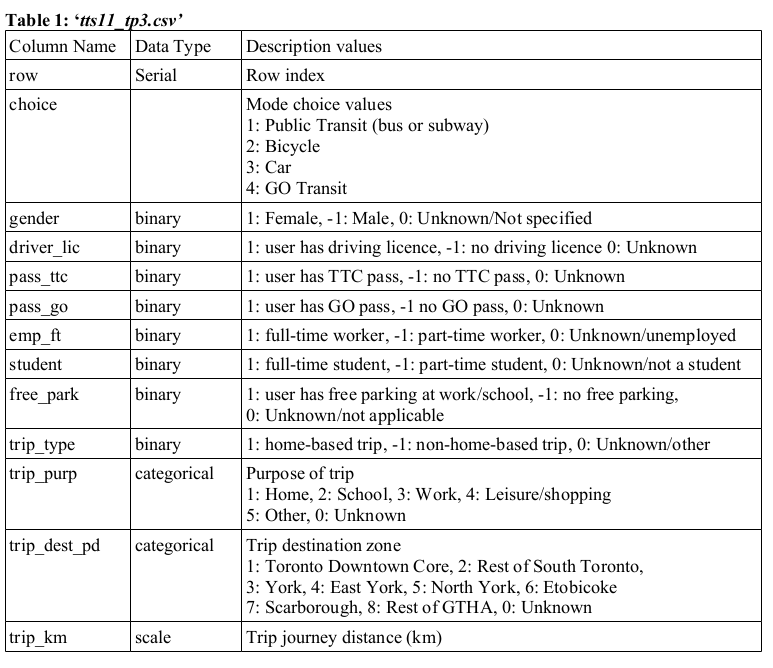 Table 1: ‘tts11_tp3.csv’
Column Name Data Type Description values
row Serial Row index
choice Mode choice values
1: Public Transit (bus or subway)
2: Bicycle
3: Car
4: GO Transit
gender binary 1: Female, -1: Male, 0: Unknown/Not specified
driver_lic binary 1: user has driving licence, -1: no driving licence 0: Unknown
pass_ttc binary 1: user has TTC pass, -1: no TTC pass, 0: Unknown
pass_go binary 1: user has GO pass, -1 no GO pass, 0: Unknown
emp_ft binary 1: full-time worker, -1: part-time worker, 0: Unknown/unemployed
student binary 1: full-time student, -1: part-time student, 0: Unknown/not a student
free_park binary 1: user has free parking at work/school, -1: no free parking,
0: Unknown/not applicable
trip_type binary 1: home-based trip, -1: non-home-based trip, 0: Unknown/other
trip_purp categorical Purpose of trip
1: Home, 2: School, 3: Work, 4: Leisure/shopping
5: Other, 0: Unknown
trip_dest_pd categorical Trip destination zone
1: Toronto Downtown Core, 2: Rest of South Toronto,
3: York, 4: East York, 5: North York, 6: Etobicoke
7: Scarborough, 8: Rest of GTHA, 0: Unknown
trip_km scale Trip journey distance (km)